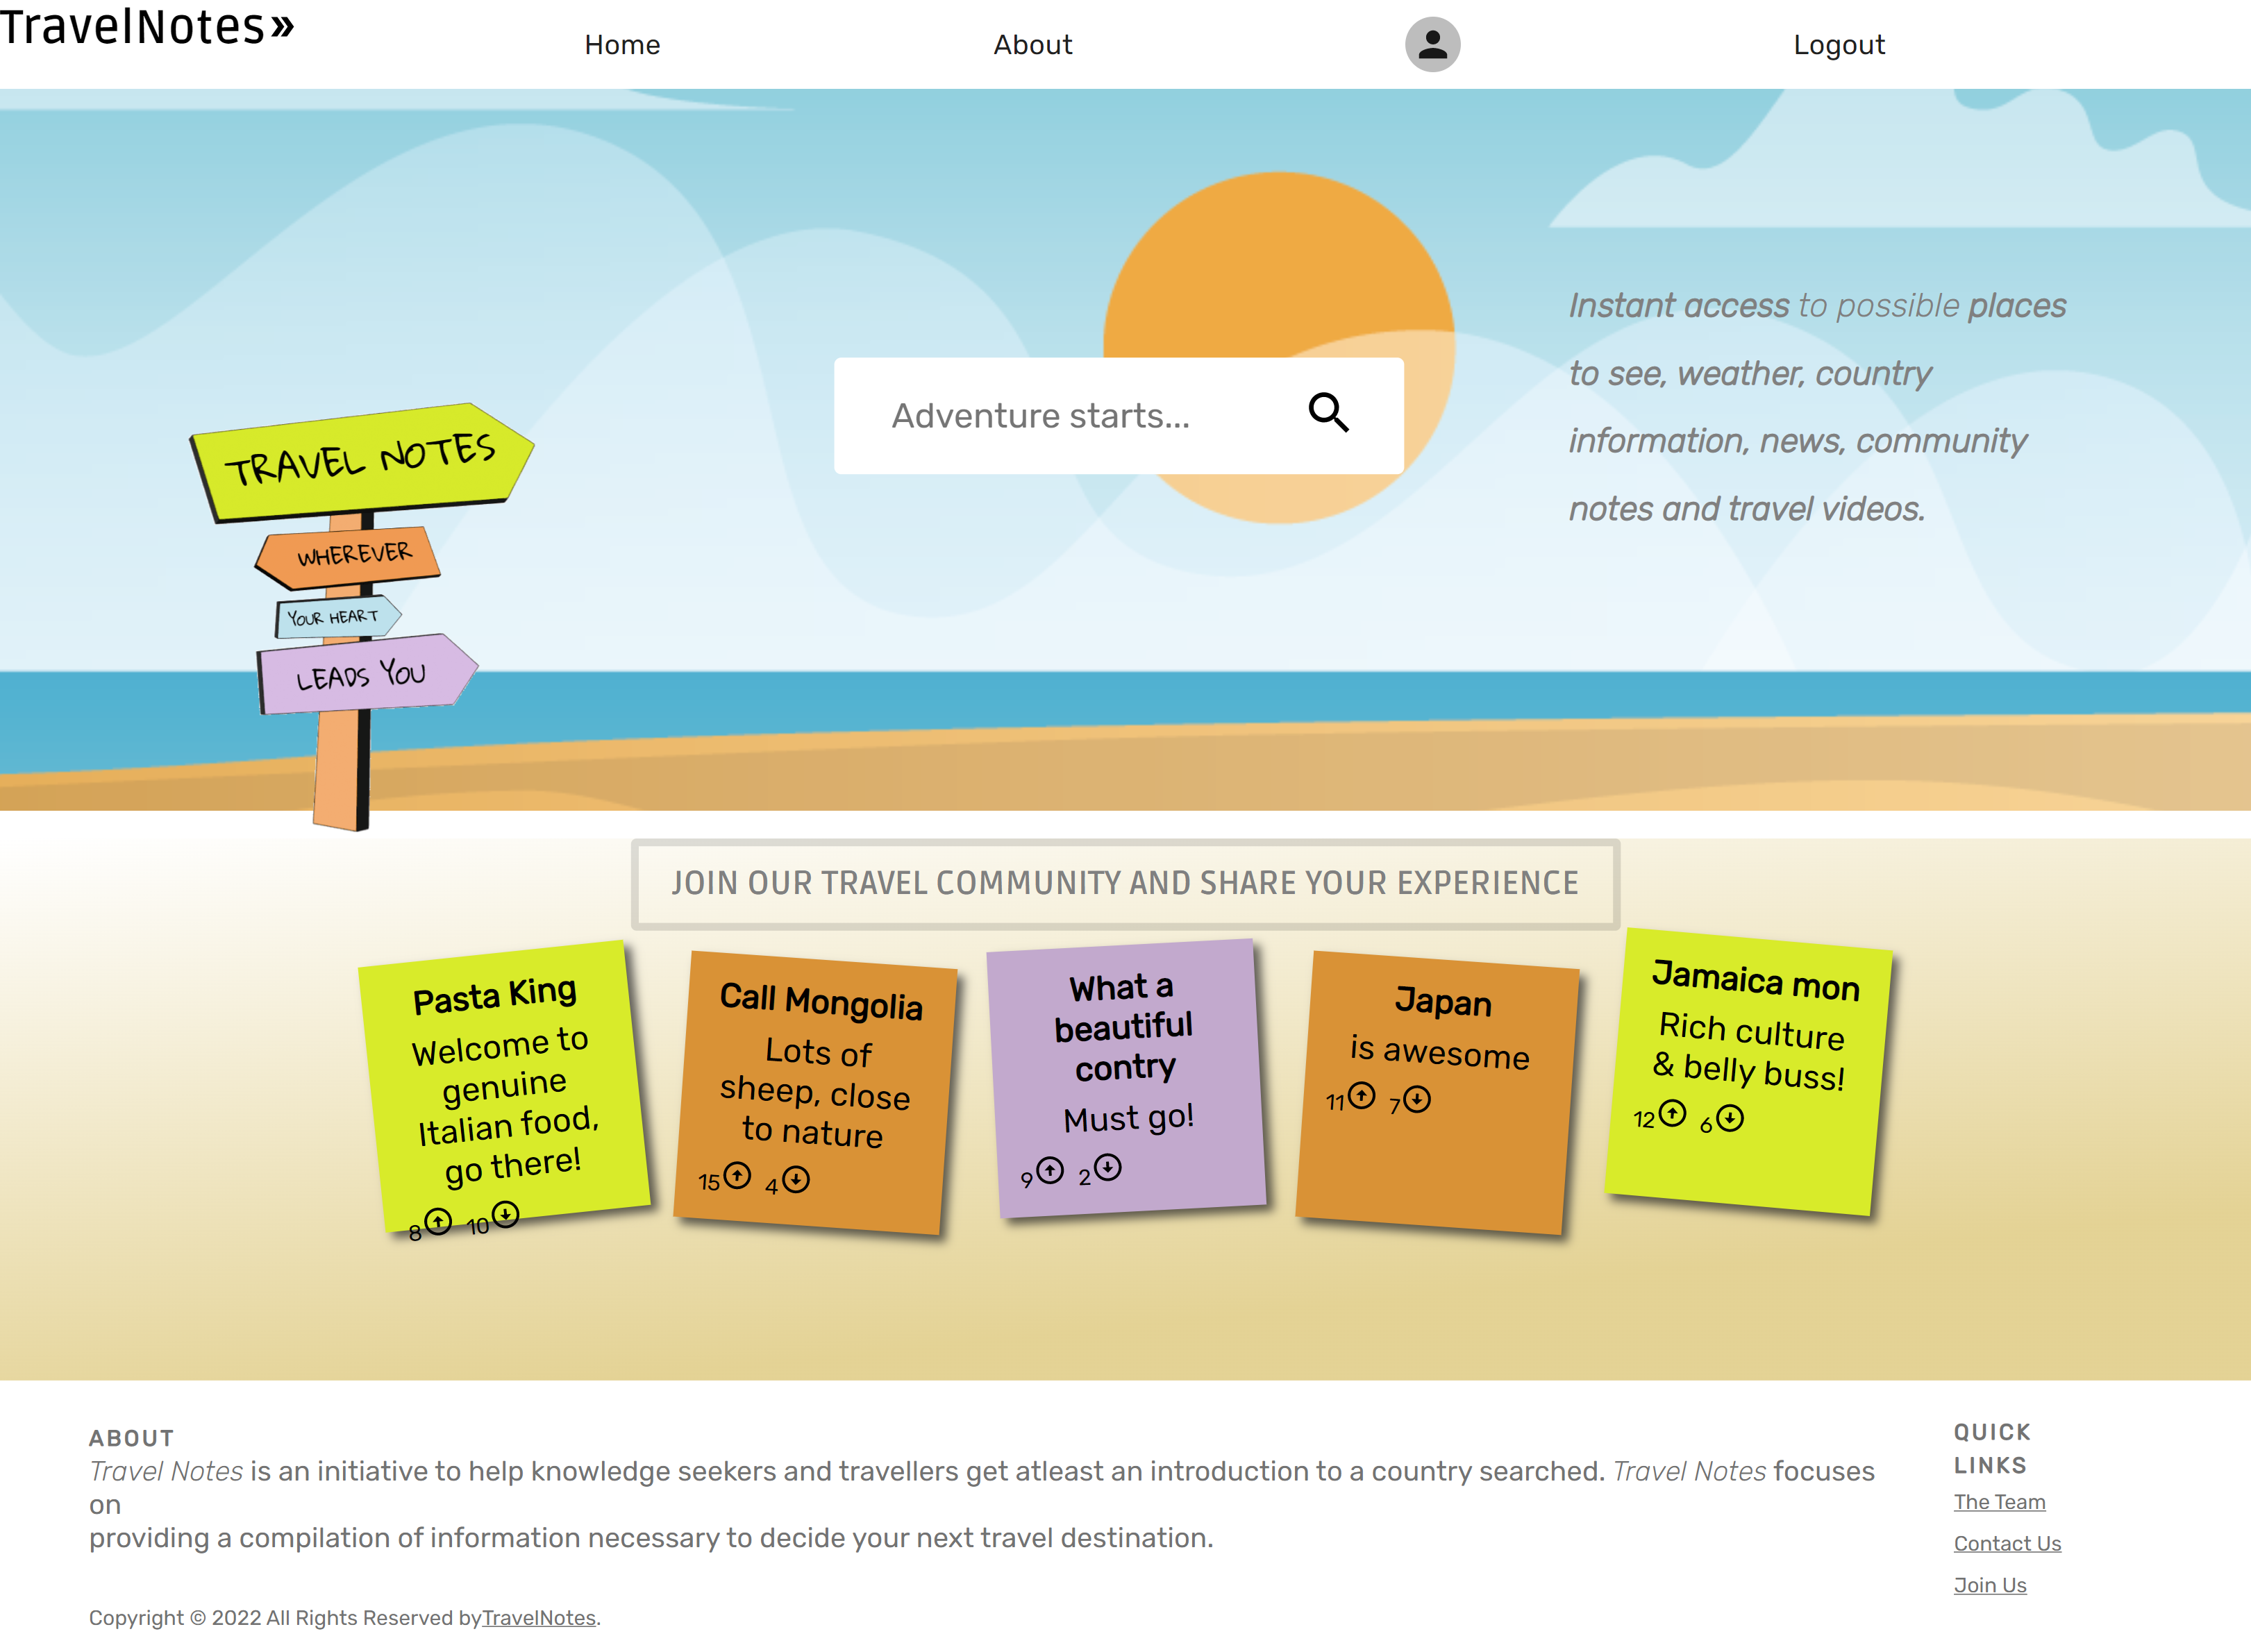 TravelNotes»
Home
About
Logout
Instant access to possible places
to see, weather, country
information, news, community
notes and travel videos.
Adventure starts...
TRAVEL NOTES
WHEREVER
YOUR HEART
LEADS YOU
JOIN OUR TRAVEL COMMUNITY AND SHARE YOUR EXPERIENCE
Pasta King
Welcome to
genuine
Italian food,
go there!
8 10
Call Mongolia
Lots of
sheep, close
to nature
15 4
What a
beautiful
contry
Must go!
9 2
Japan
is awesome
11 7
Jamaica mon
Rich culture
& belly buss!
12 6
ABOUT
Travel Notes is an initiative to help knowledge seekers and travellers get atleast an introduction to a country searched. Travel Notes focuses
on
providing a compilation of information necessary to decide your next travel destination.
Copyright © 2022 All Rights Reserved byTravelNotes.
QUICK
LINKS
The Team
Contact Us
Join Us